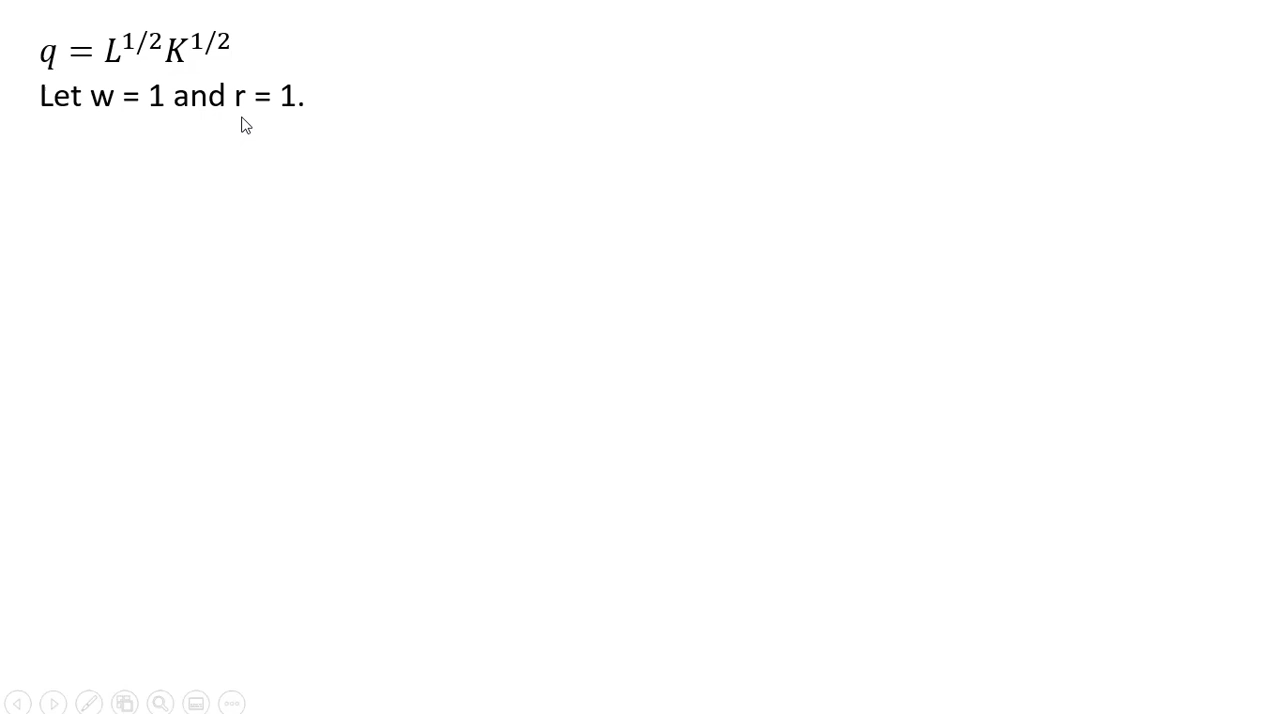 q = L^{1/2}K^{1/2}
Let w = 1 and r = 1.